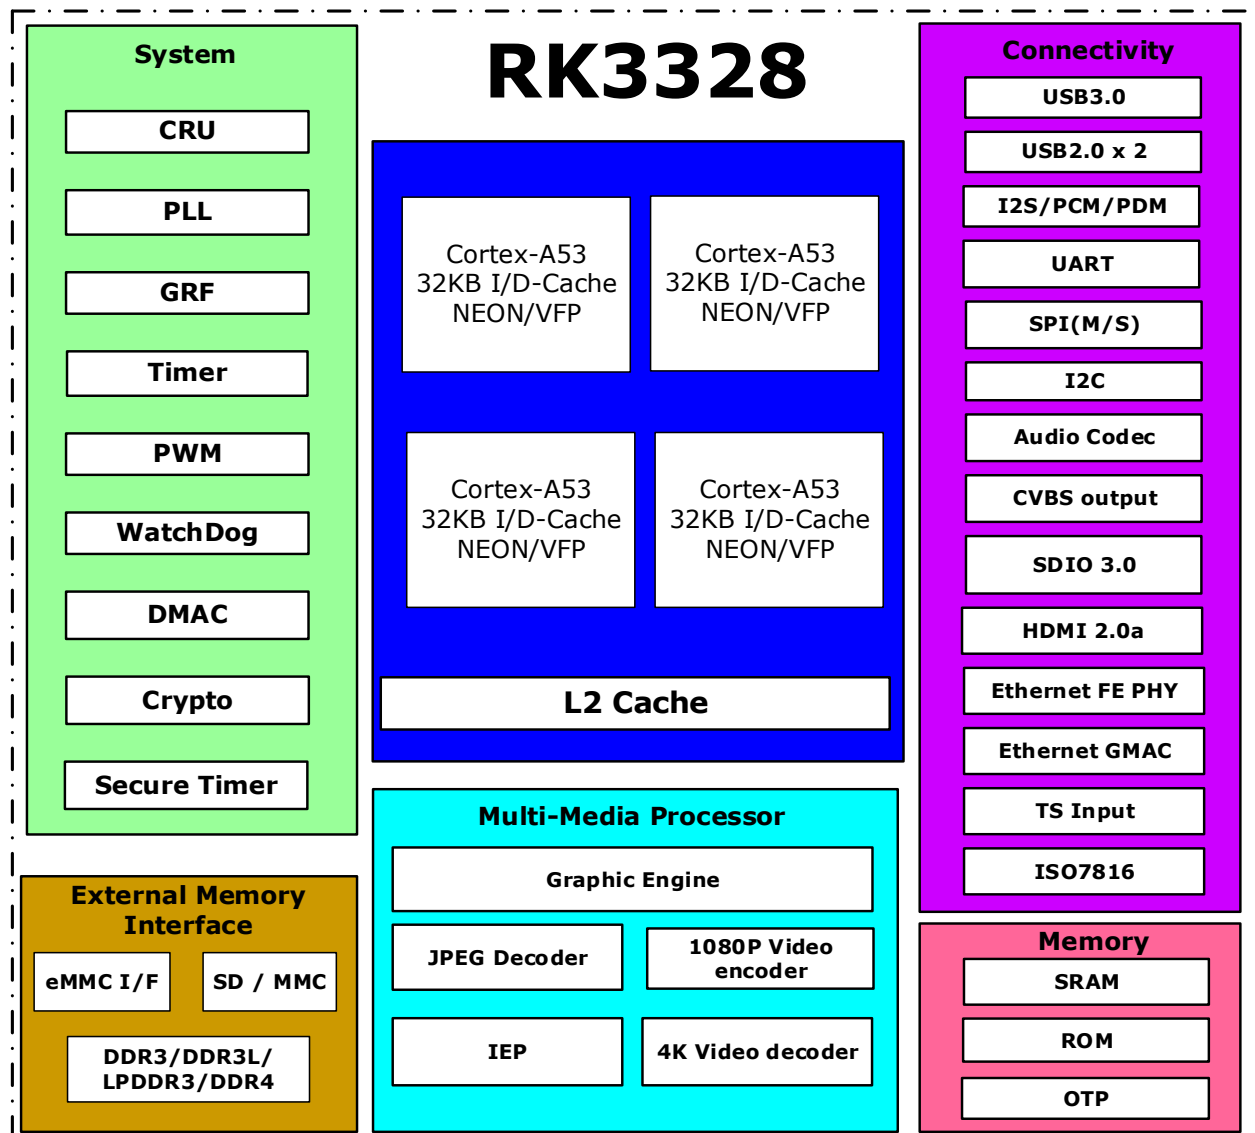 RK3328
System
CRU
PLL
GRF
Timer
PWM
WatchDog
DMAC
Crypto
Secure Timer
External Memory
Interface
eMMC I/F
SD / MMC
DDR3/DDR3L/
LPDDR3/DDR4
Cortex-A53
32KB I/D-Cache
NEON/VFP
Cortex-A53
32KB I/D-Cache
NEON/VFP
Cortex-A53
32KB I/D-Cache
NEON/VFP
Cortex-A53
32KB I/D-Cache
NEON/VFP
L2 Cache
Multi-Media Processor
Graphic Engine
JPEG Decoder
1080P Video
encoder
IEP
4K Video decoder
Connectivity
USB3.0
USB2.0 x 2
I2S/PCM/PDM
UART
SPI(M/S)
I2C
Audio Codec
CVBS output
SDIO 3.0
HDMI 2.0a
Ethernet FE PHY
Ethernet GMAC
TS Input
ISO7816
Memory
SRAM
ROM
OTP